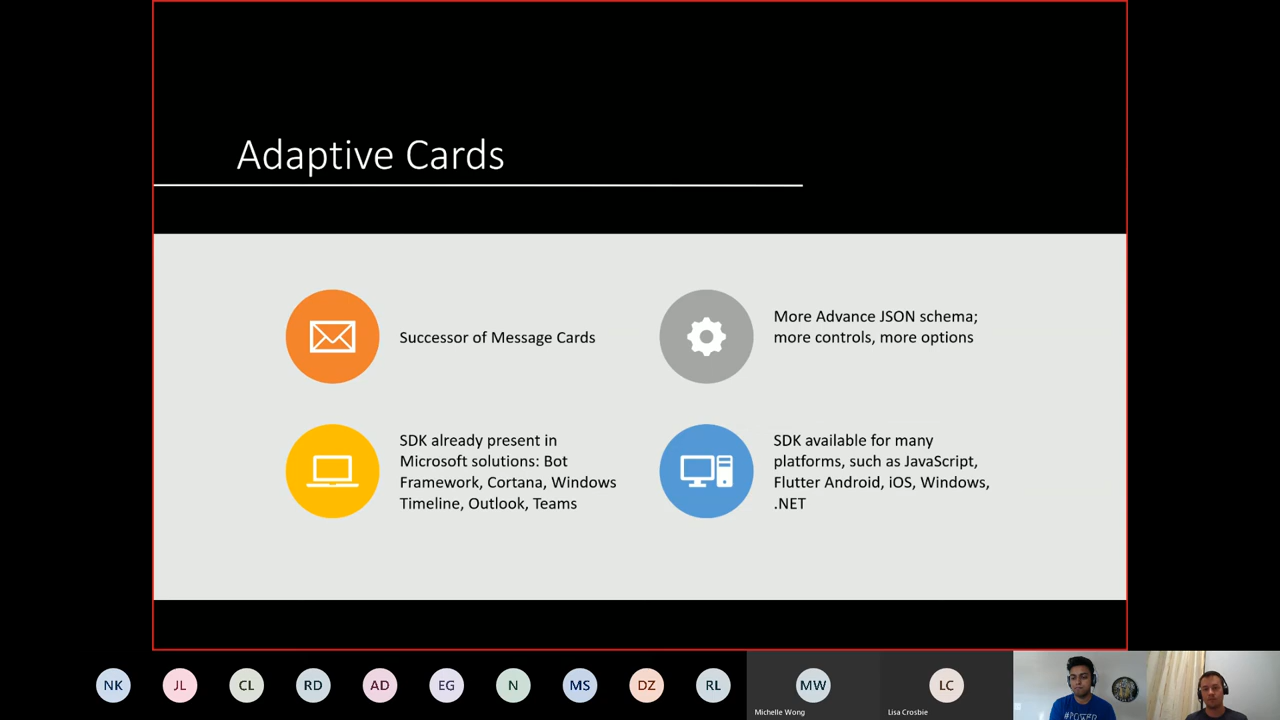 Adaptive Cards
Successor of Message Cards
More Advance JSON schema;
more controls, more options
SDK already present in
Microsoft solutions: Bot
Framework, Cortana, Windows
Timeline, Outlook, Teams
SDK available for many
platforms, such as JavaScript,
Flutter Android, iOS, Windows,
.NET
NK
JL
CL
RD
AD
EG
N
MS
DZ
RL
MW
Michelle Wong
LC
Lisa Crosbie